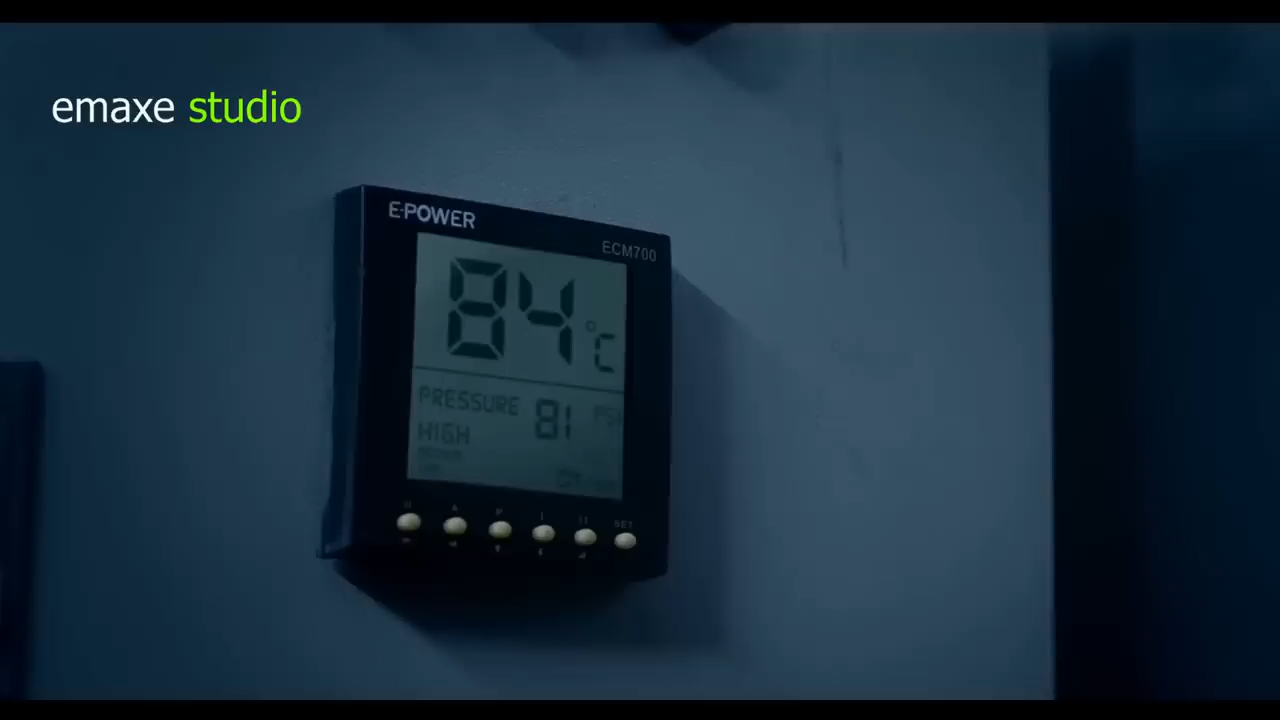 emaxe studio
E-POWER
ECM700
84 °C
PRESSURE 81
HIGH
SET